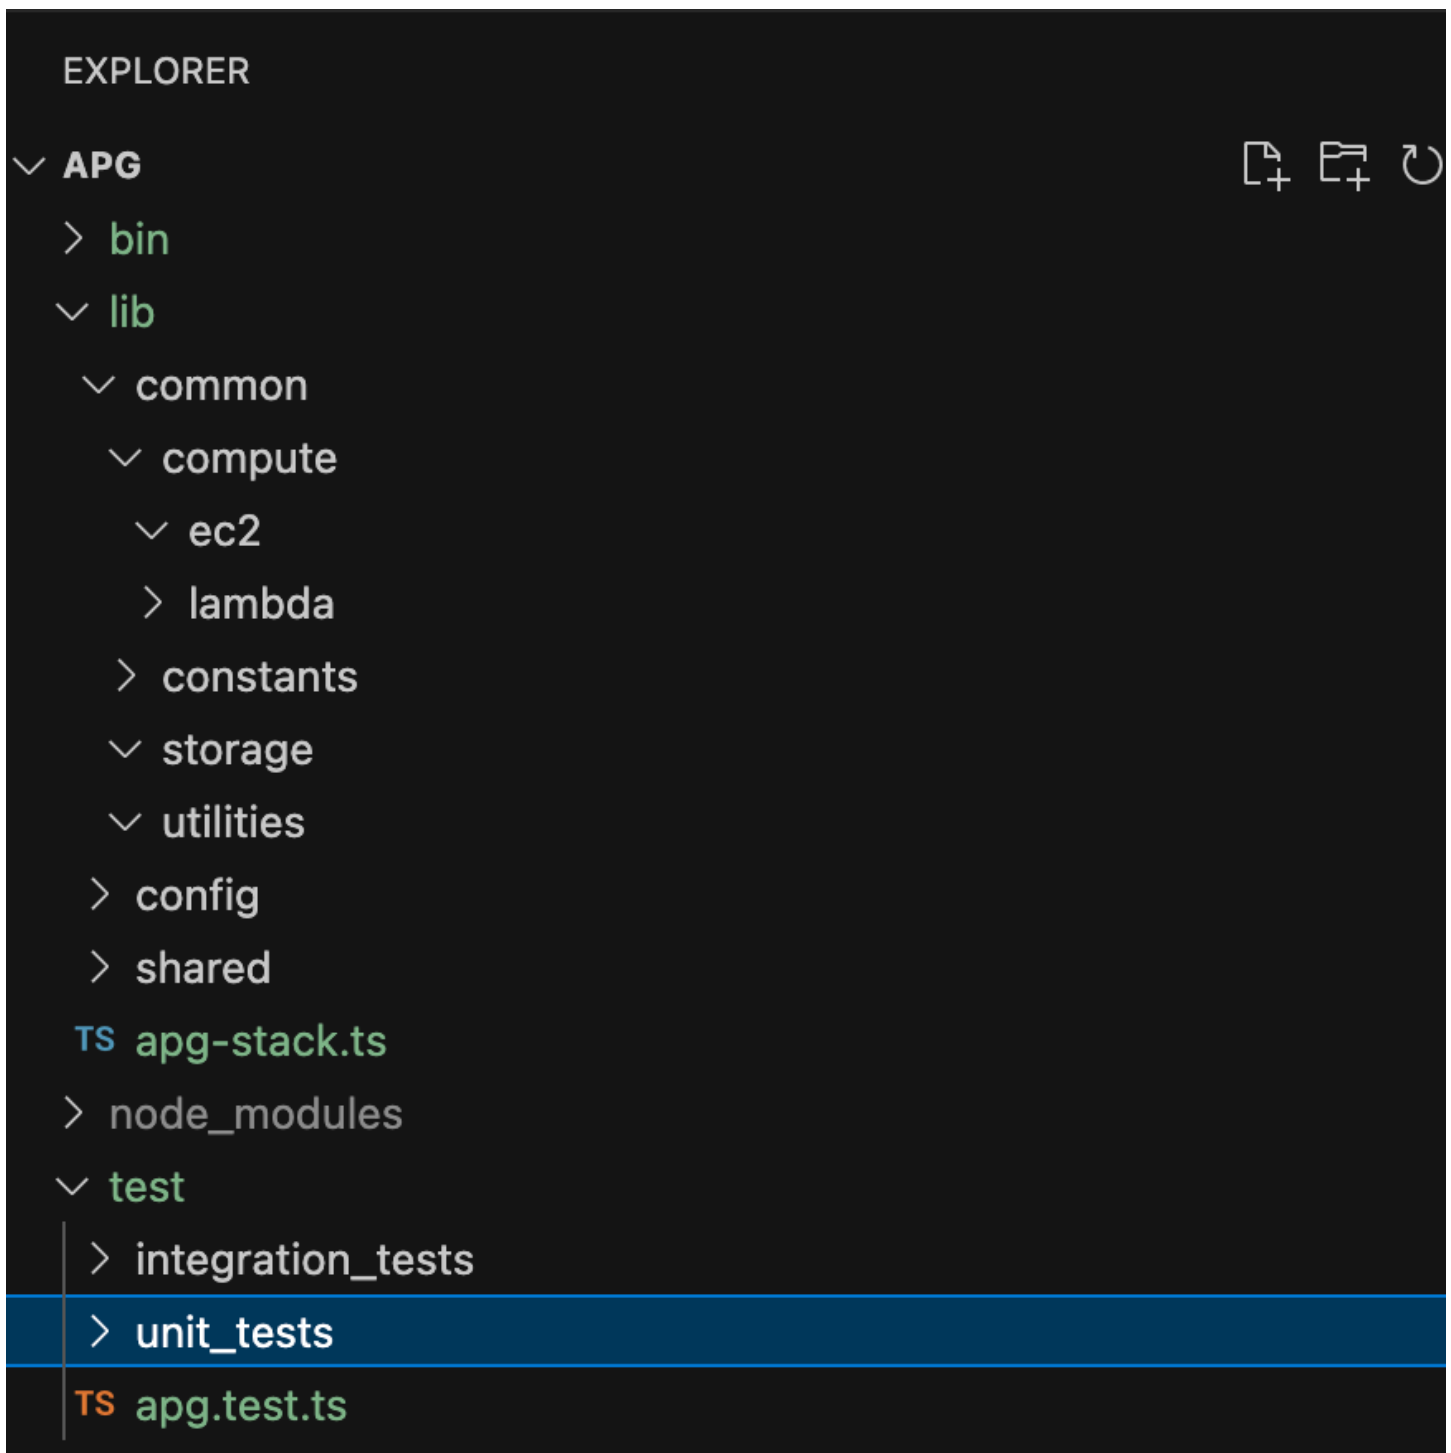 EXPLORER
APG
bin
lib
common
compute
ec2
lambda
constants
storage
utilities
config
shared
TS apg-stack.ts
node_modules
test
integration_tests
unit_tests
TS apg.test.ts